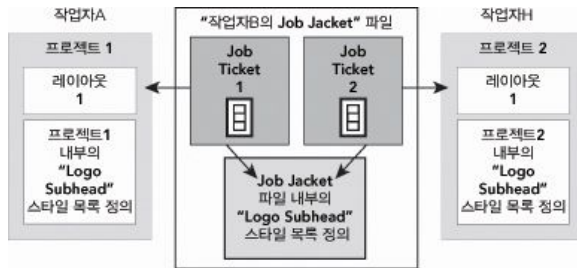 작업자A
프로젝트 1
레이아웃
1
프로젝트1
내부의
“Logo
Subhead”
스타일 목록 정의
“작업자B의 Job Jacket” 파일
Job
Ticket
1
Job
Ticket
2
Job Jacket
파일 내부의
“Logo Subhead”
스타일 목록 정의
작업자H
프로젝트 2
레이아웃
1
프로젝트2
내부의
“Logo
Subhead”
스타일 목록 정의